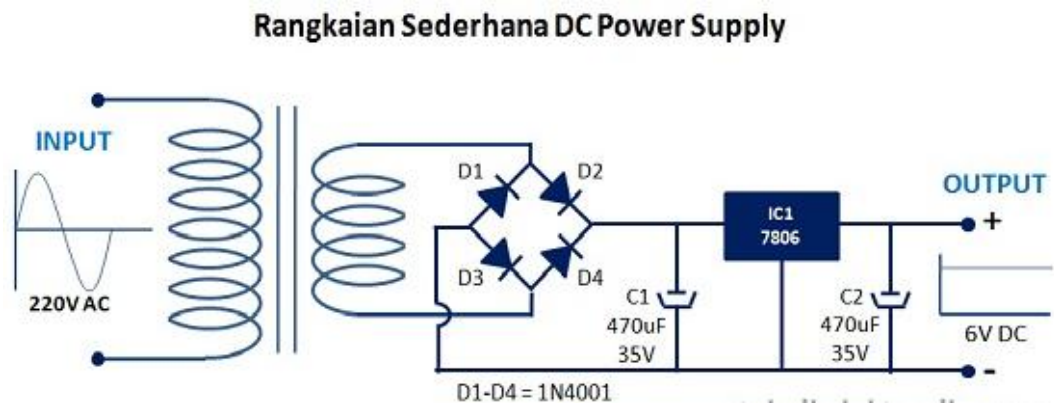 Rangkaian Sederhana DC Power Supply
INPUT
220V AC
D1
D2
D3
D4
D1-D4 = 1N4001
C1
470uF
35V
IC1
7806
C2
470uF
35V
OUTPUT
+
6V DC
-